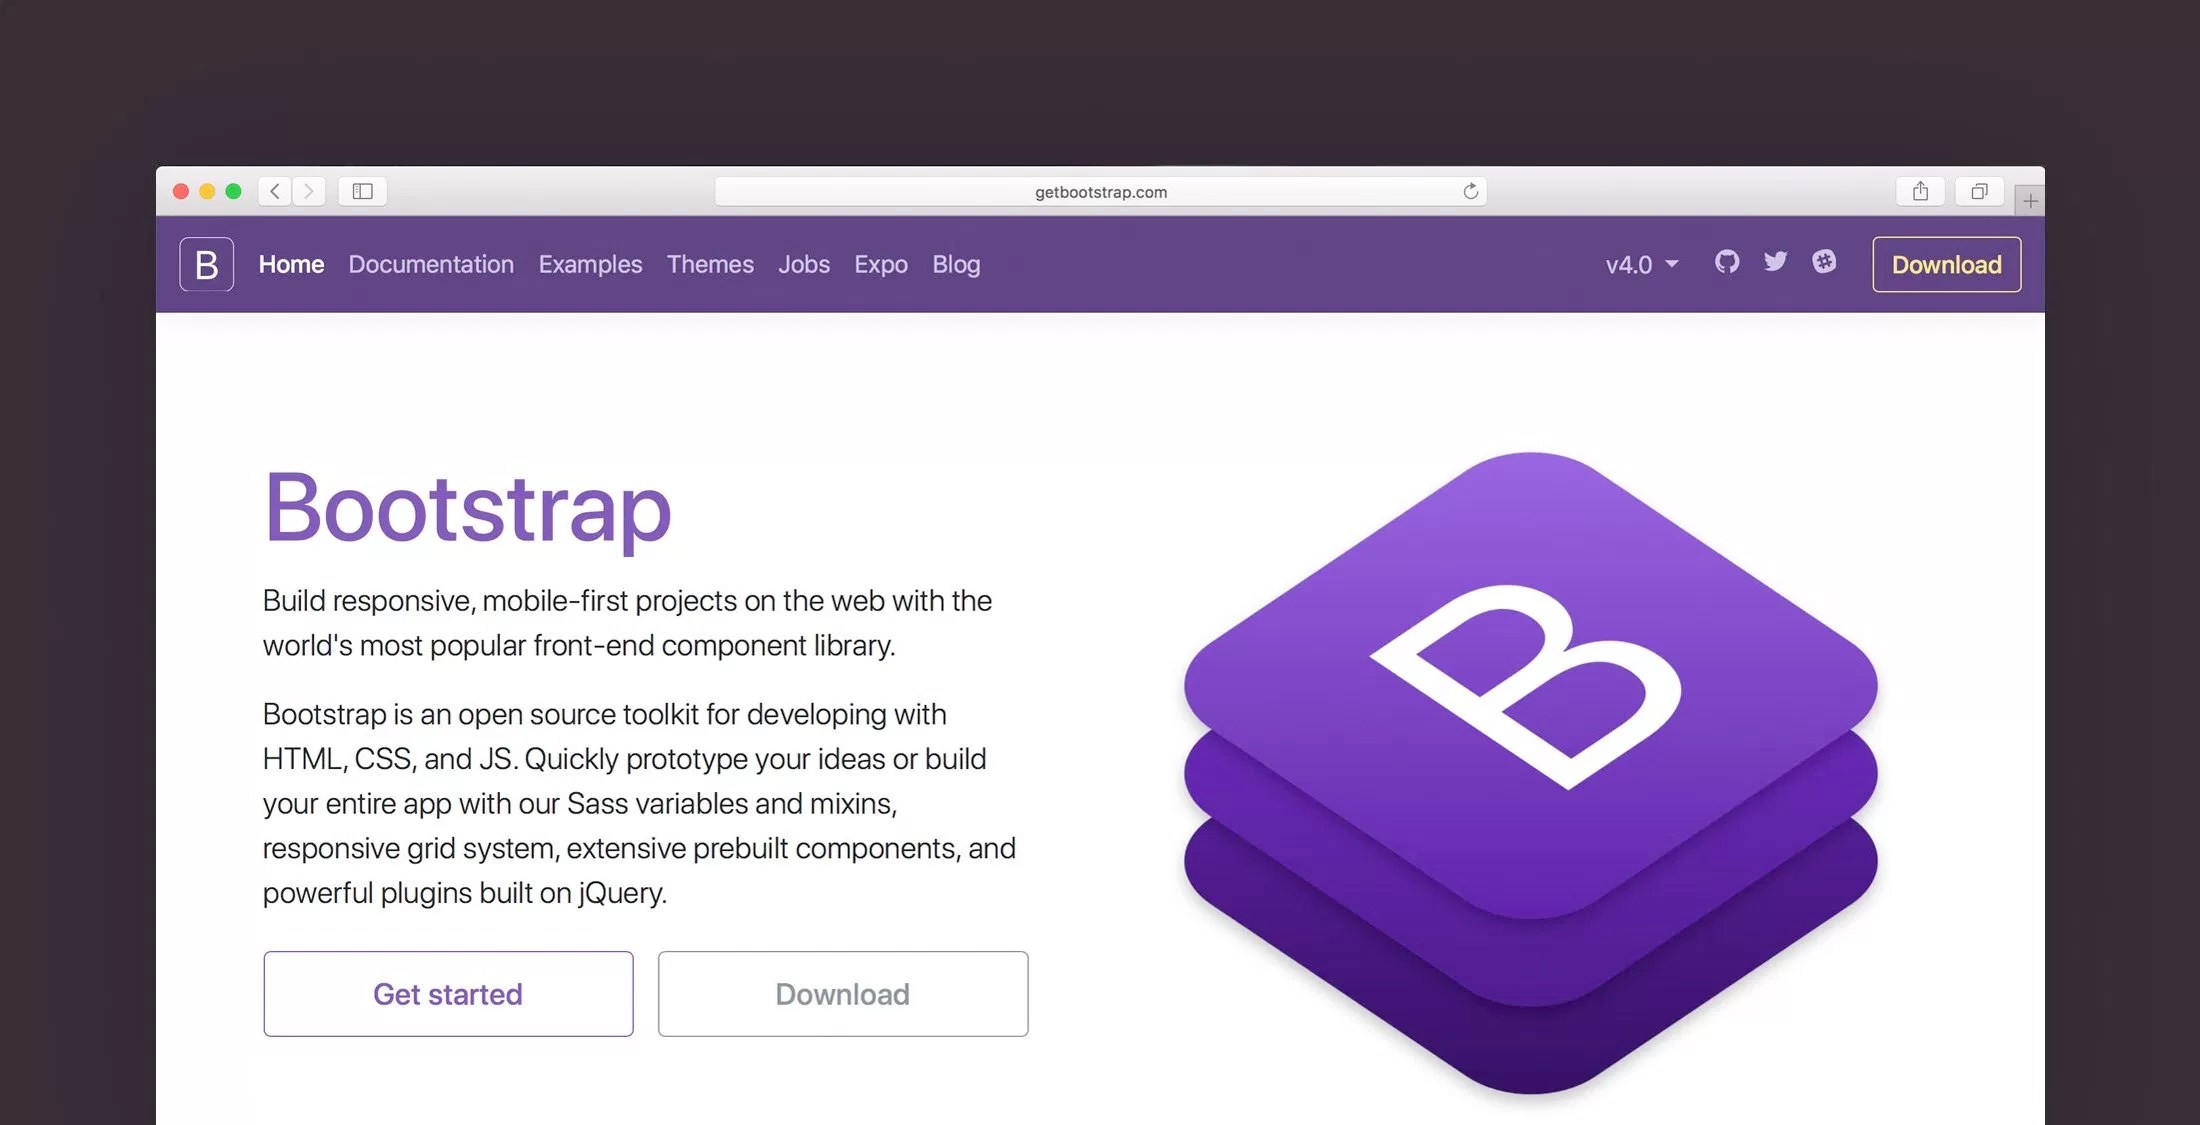 getbootstrap.com
B Home Documentation Examples Themes Jobs Expo Blog v4.0 Download
Bootstrap
Build responsive, mobile-first projects on the web with the
world's most popular front-end component library.
Bootstrap is an open source toolkit for developing with
HTML, CSS, and JS. Quickly prototype your ideas or build
your entire app with our Sass variables and mixins,
responsive grid system, extensive prebuilt components, and
powerful plugins built on jQuery.
Get started Download
B